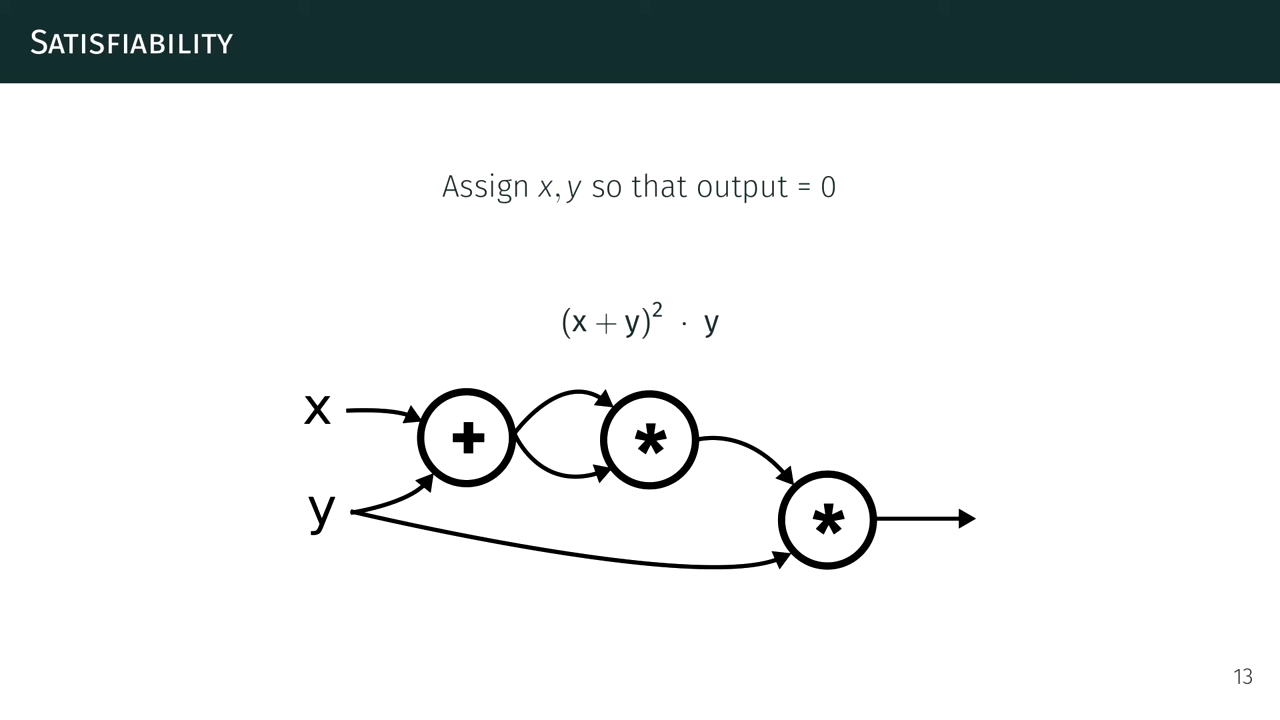 Satisfiability
Assign x, y so that output = 0
(x + y)² · y
x
+
*
y
*
13